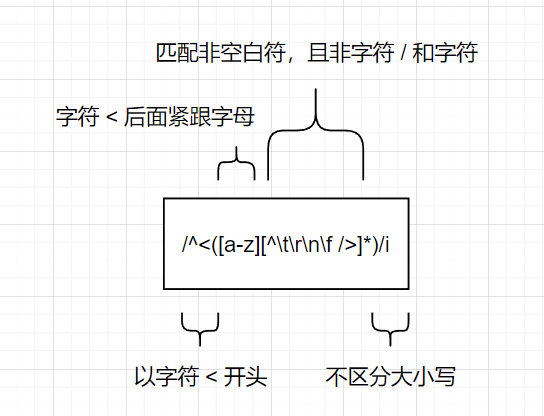 匹配非空白符，且非字符 / 和字符
字符 < 后面紧跟字母
/^<([a-z][^\t\r\n\f />]*)/i
以字符 < 开头
不区分大小写